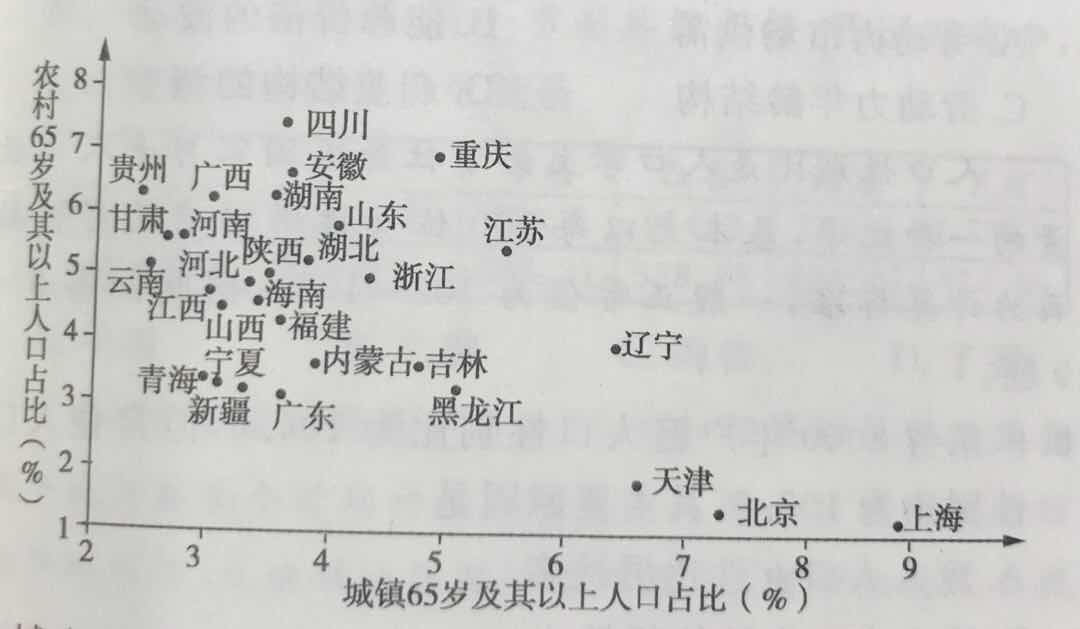 农村65岁及其以上人口占比(%)
8
7
6
5
4
3
2
1
四川
重庆
贵州
广西
安徽
湖南
甘肃
河南
山东
江苏
陕西
湖北
云南
河北
浙江
江西
海南
山西
福建
辽宁
宁夏
内蒙古
吉林
青海
新疆
广东
黑龙江
天津
北京
上海
2 3 4 5 6 7 8 9
城镇65岁及其以上人口占比(%)